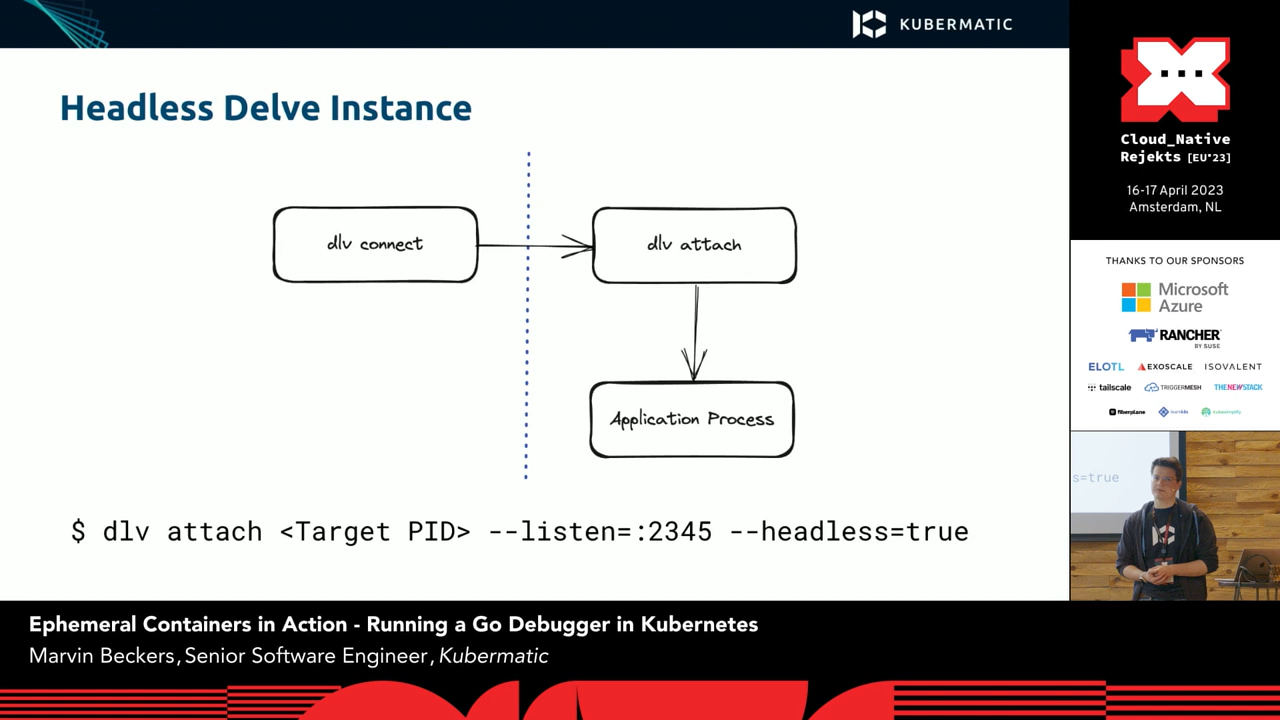 KUBERMATIC
Headless Delve Instance
dlv connect
dlv attach
Application Process
$ dlv attach <Target PID> --listen=:2345 --headless=true
Cloud_Native
Rejekts [EU*23]
16-17 April 2023
Amsterdam, NL
THANKS TO OUR SPONSORS
Microsoft
Azure
RANCHER
BY SUSE
ELOTL
EXOSCALE
ISOVALENT
tailscale
TRIGGERMESH
THENEWSTACK
fiberplane
kubesimplify
s=true
Ephemeral Containers in Action - Running a Go Debugger in Kubernetes
Marvin Beckers, Senior Software Engineer, Kubermatic